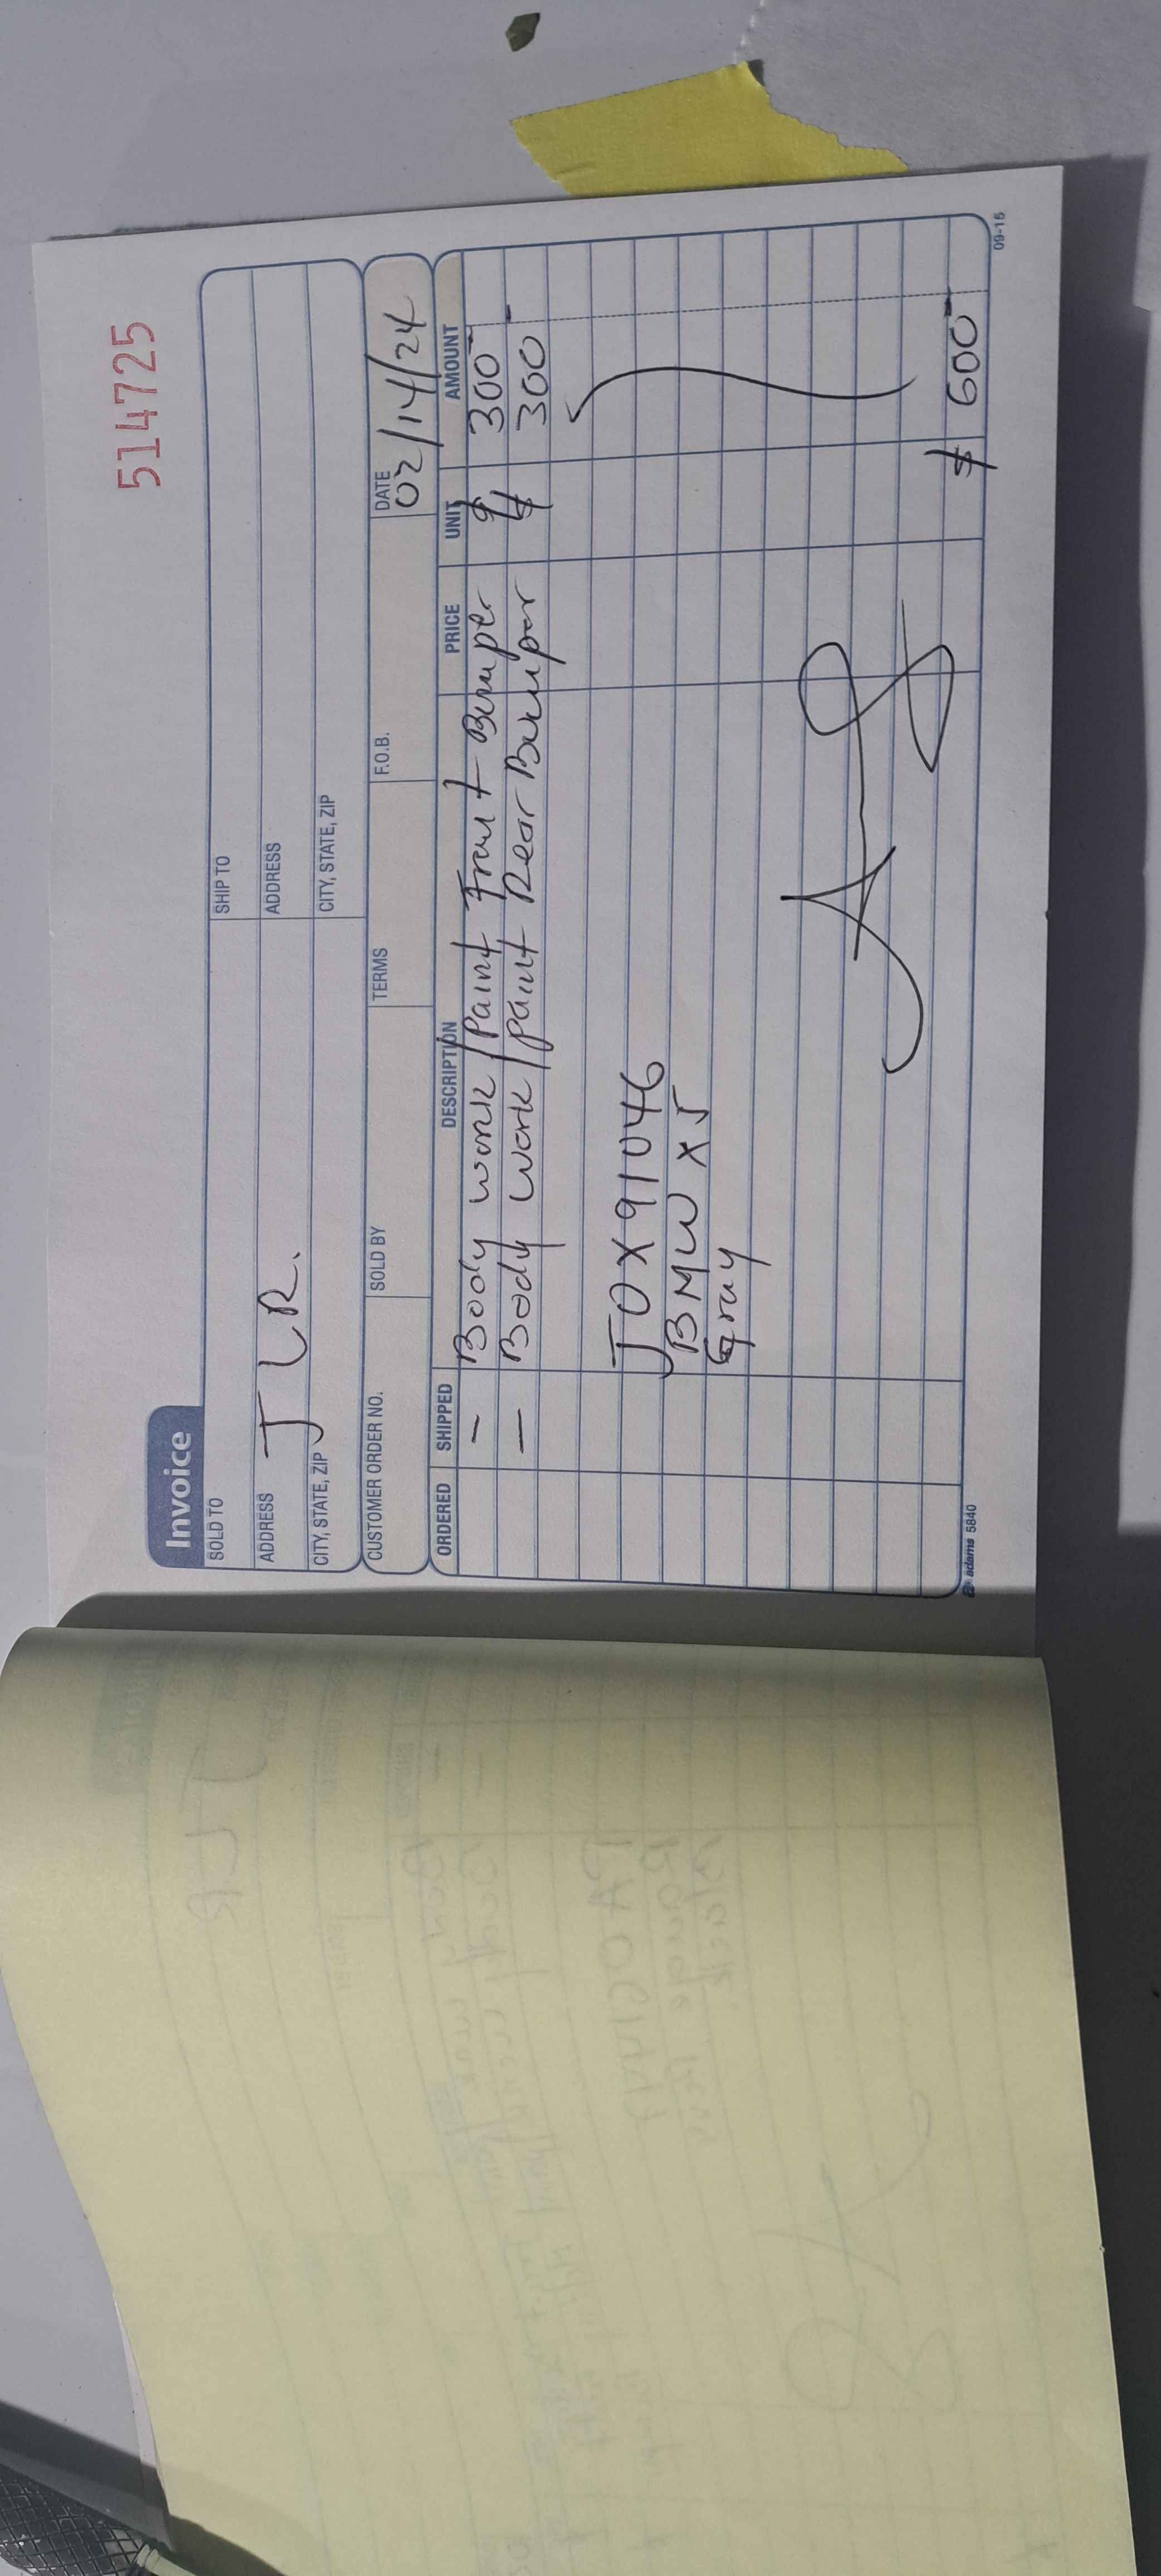 514725
Invoice
SOLD TO
SHIP TO
ADDRESS
J L R.
ADDRESS
CITY, STATE, ZIP
CITY, STATE, ZIP
CUSTOMER ORDER NO. SOLD BY TERMS F.O.B. DATE
02/14/24
ORDERED SHIPPED DESCRIPTION PRICE UNIT AMOUNT
- Body work/Paint Front Bumper $ 300-
- Body work/paint Rear Bumper $ 300-
JOX91046
BMW X5
Gray
$ 600-
adams 5840
09-15